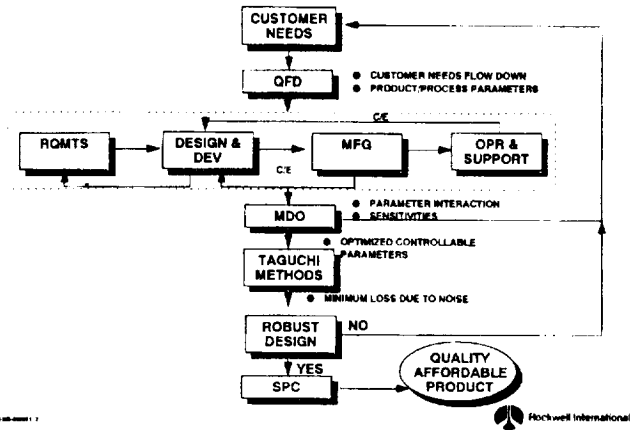 CUSTOMER
NEEDS
QFD
● CUSTOMER NEEDS FLOW DOWN
● PRODUCT/PROCESS PARAMETERS
C/E
RQMTS
DESIGN &
DEV
MFG
OPR &
SUPPORT
C/E
MDO
● PARAMETER INTERACTION
● SENSITIVITIES
● OPTIMIZED CONTROLLABLE
PARAMETERS
TAGUCHI
METHODS
● MINIMUM LOSS DUE TO NOISE
ROBUST
DESIGN
NO
YES
SPC
QUALITY
AFFORDABLE
PRODUCT
Rockwell International